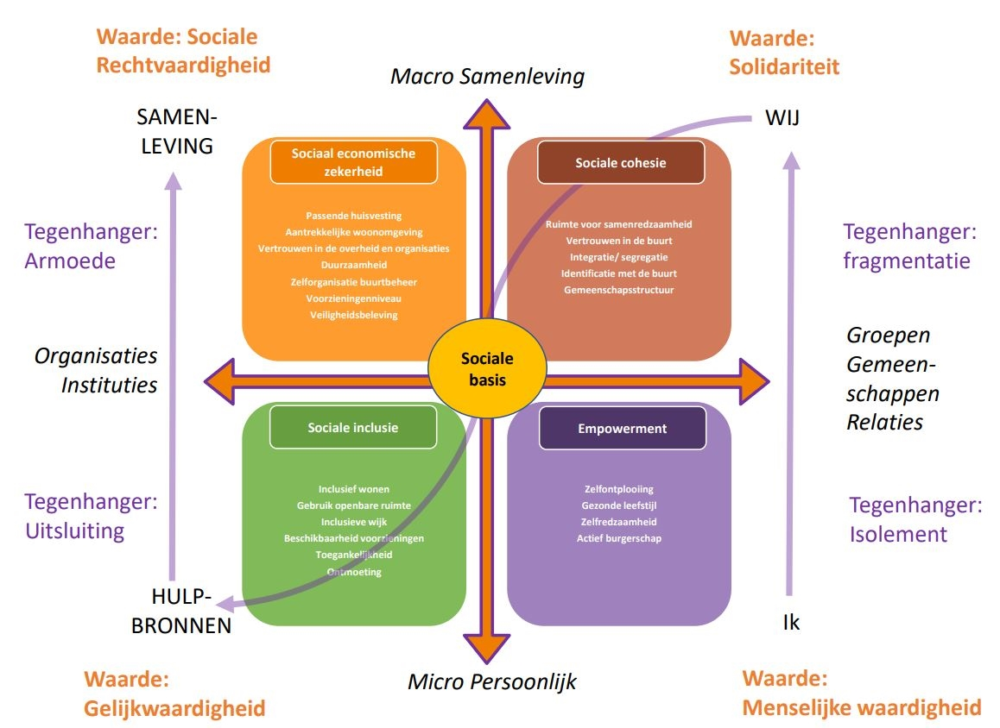 Waarde: Sociale
Rechtvaardigheid
Waarde:
Solidariteit
Macro Samenleving
SAMEN-
LEVING
WIJ
Sociaal economische
zekerheid
Passende huisvesting
Aantrekkelijke woonomgeving
Vertrouwen in de overheid en organisaties
Duurzaamheid
Zelforganisatie buurtbeheer
Voorzieningenniveau
Veiligheidsbeleving
Sociale cohesie
Ruimte voor samenredzaamheid
Vertrouwen in de buurt
Integratie/ segregatie
Identificatie met de buurt
Gemeenschapsstructuur
Tegenhanger:
Armoede
Tegenhanger:
fragmentatie
Organisaties
Instituties
Sociale
basis
Groepen
Gemeen-
schappen
Relaties
Sociale inclusie
Inclusief wonen
Gebruik openbare ruimte
Inclusieve wijk
Beschikbaarheid voorzieningen
Toegankelijkheid
Ontmoeting
Empowerment
Zelfontplooiing
Gezonde leefstijl
Zelfredzaamheid
Actief burgerschap
Tegenhanger:
Uitsluiting
Tegenhanger:
Isolement
HULP-
BRONNEN
Ik
Micro Persoonlijk
Waarde:
Gelijkwaardigheid
Waarde:
Menselijke waardigheid